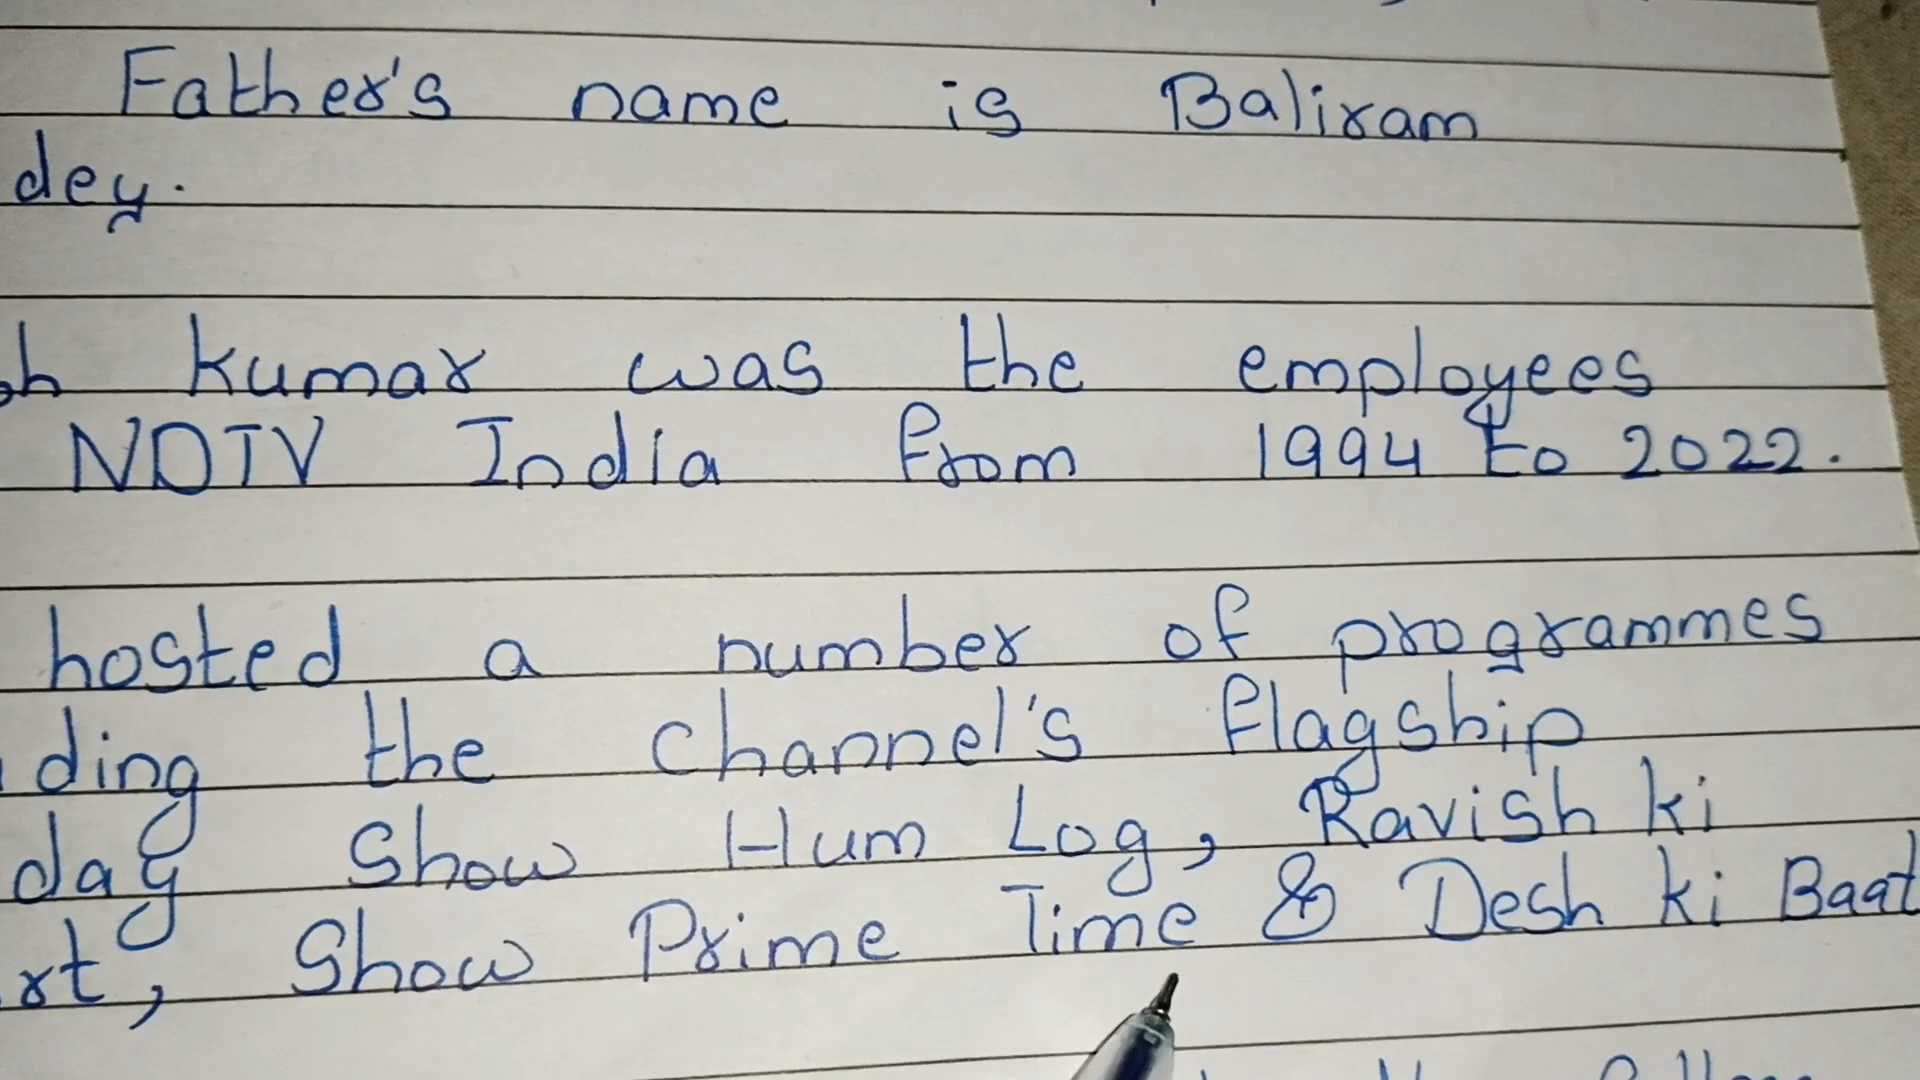 Father's name is Baliram
dey.
h kumar was the employees
NDTV India from 1994 to 2022.
hosted a number of programmes
ding the channel's flagship
day Show Hum Log, Ravish ki
rt, Show Prime Time & Desh ki Baat